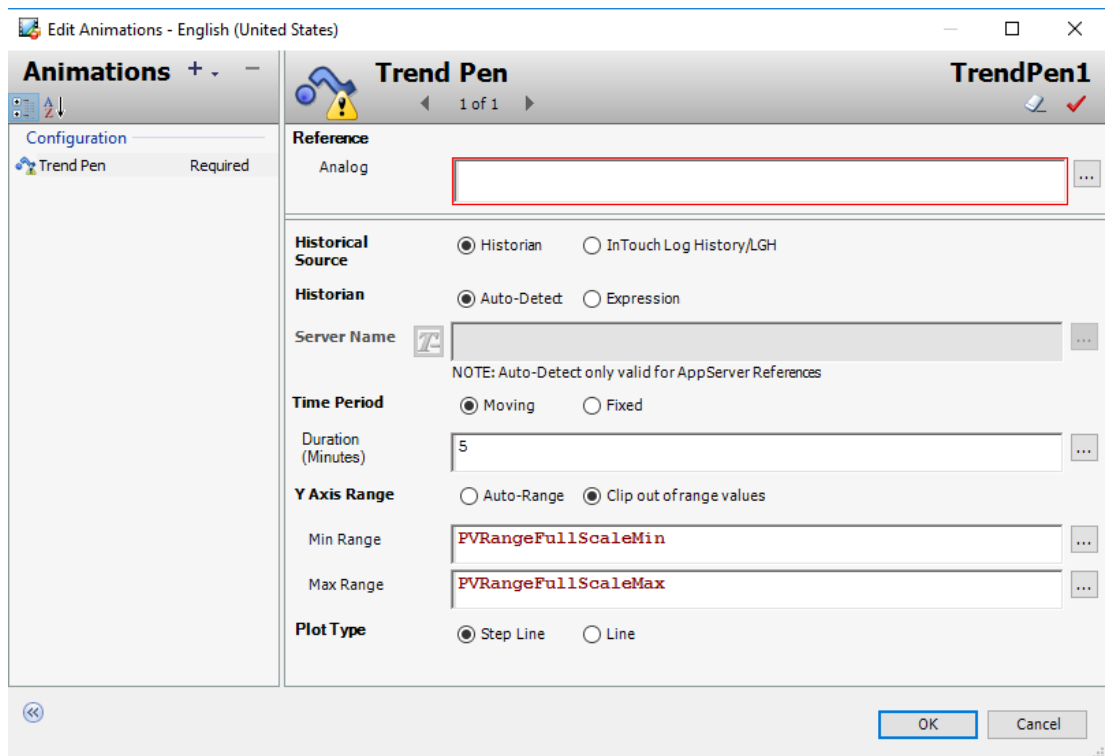 Edit Animations - English (United States)
Animations
Trend Pen
TrendPen1
1 of 1
Configuration
Trend Pen Required
Reference
Analog
...
Historical
Source
Historian
InTouch Log History/LGH
Historian
Auto-Detect
Expression
Server Name
...
NOTE: Auto-Detect only valid for AppServer References
Time Period
Moving
Fixed
Duration
(Minutes)
5
...
Y Axis Range
Auto-Range
Clip out of range values
Min Range
PVRangeFullScaleMin
...
Max Range
PVRangeFullScaleMax
...
Plot Type
Step Line
Line
OK
Cancel